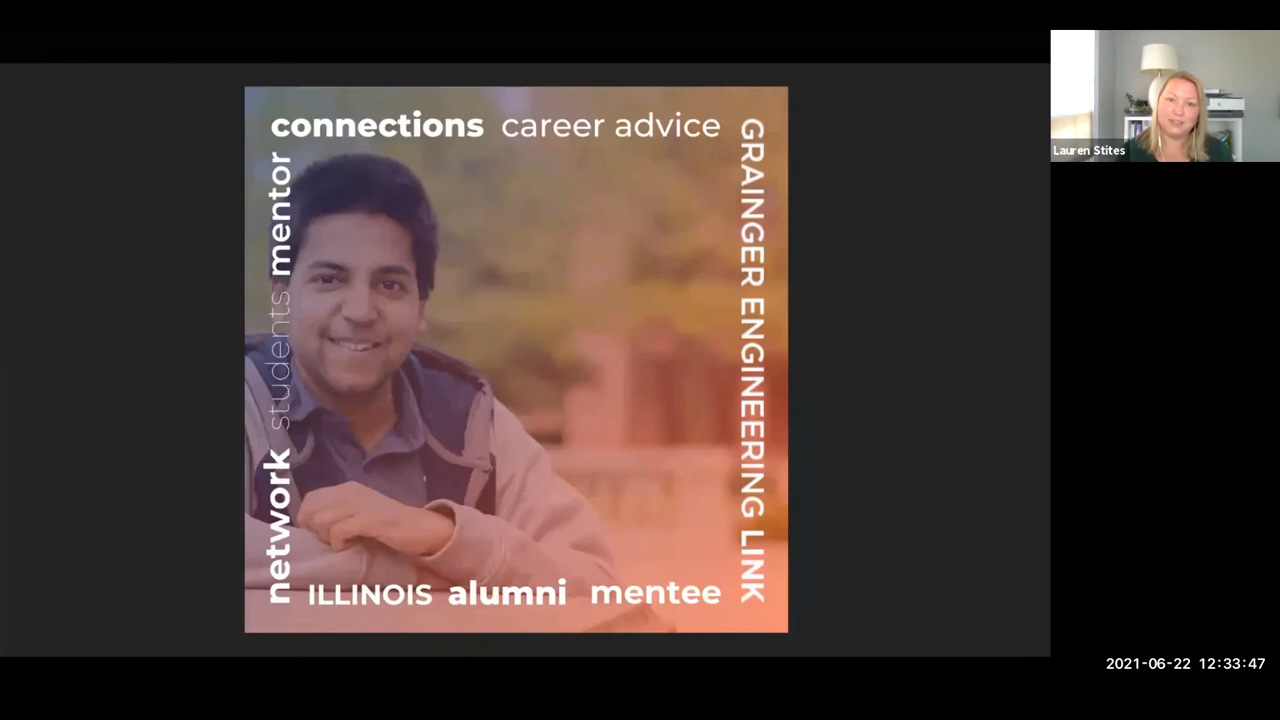 connections career advice
GRAINGER ENGINEERING LINK
network students mentor
ILLINOIS alumni mentee
Lauren Stites
2021-06-22 12:33:47